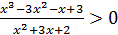 (x³−3x²−x+3)/(x²+3x+2) > 0